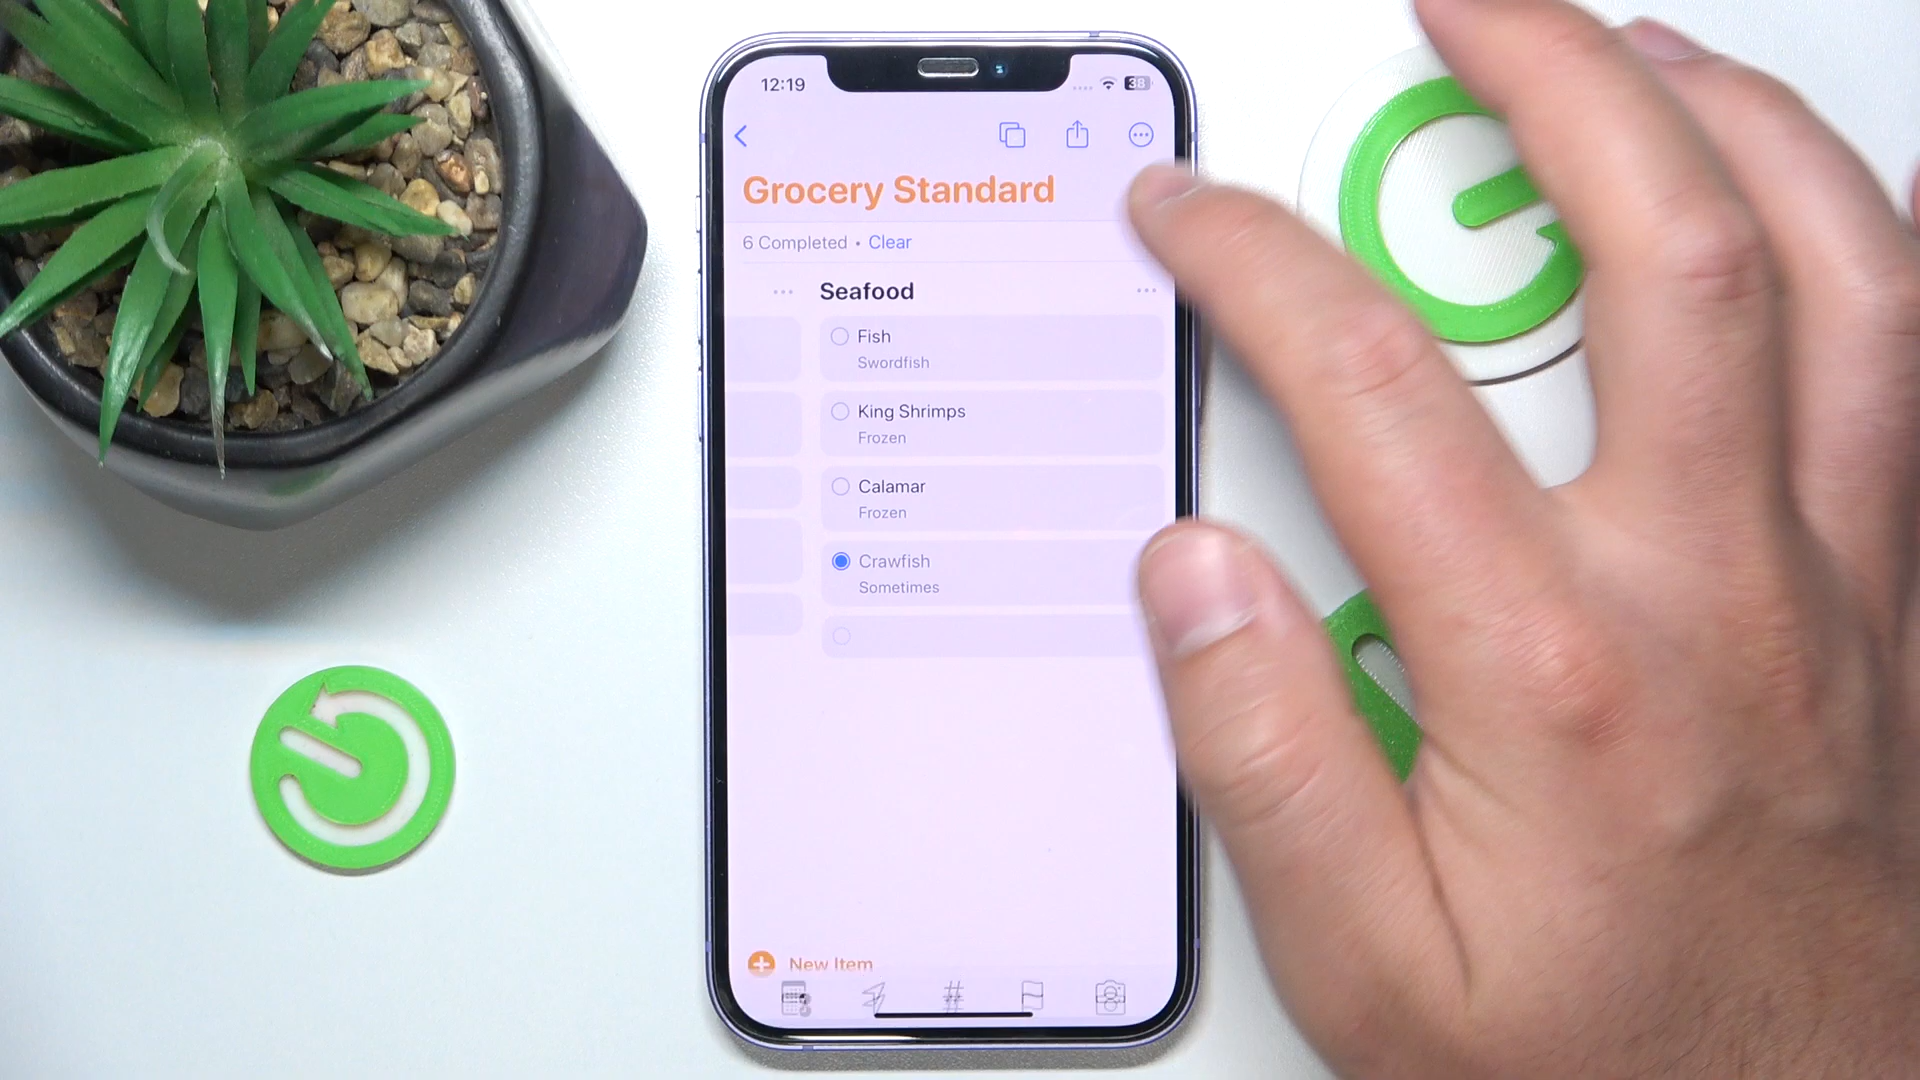 12:19
38
Grocery Standard
6 Completed • Clear
Seafood
Fish
Swordfish
King Shrimps
Frozen
Calamar
Frozen
Crawfish
Sometimes
New Item